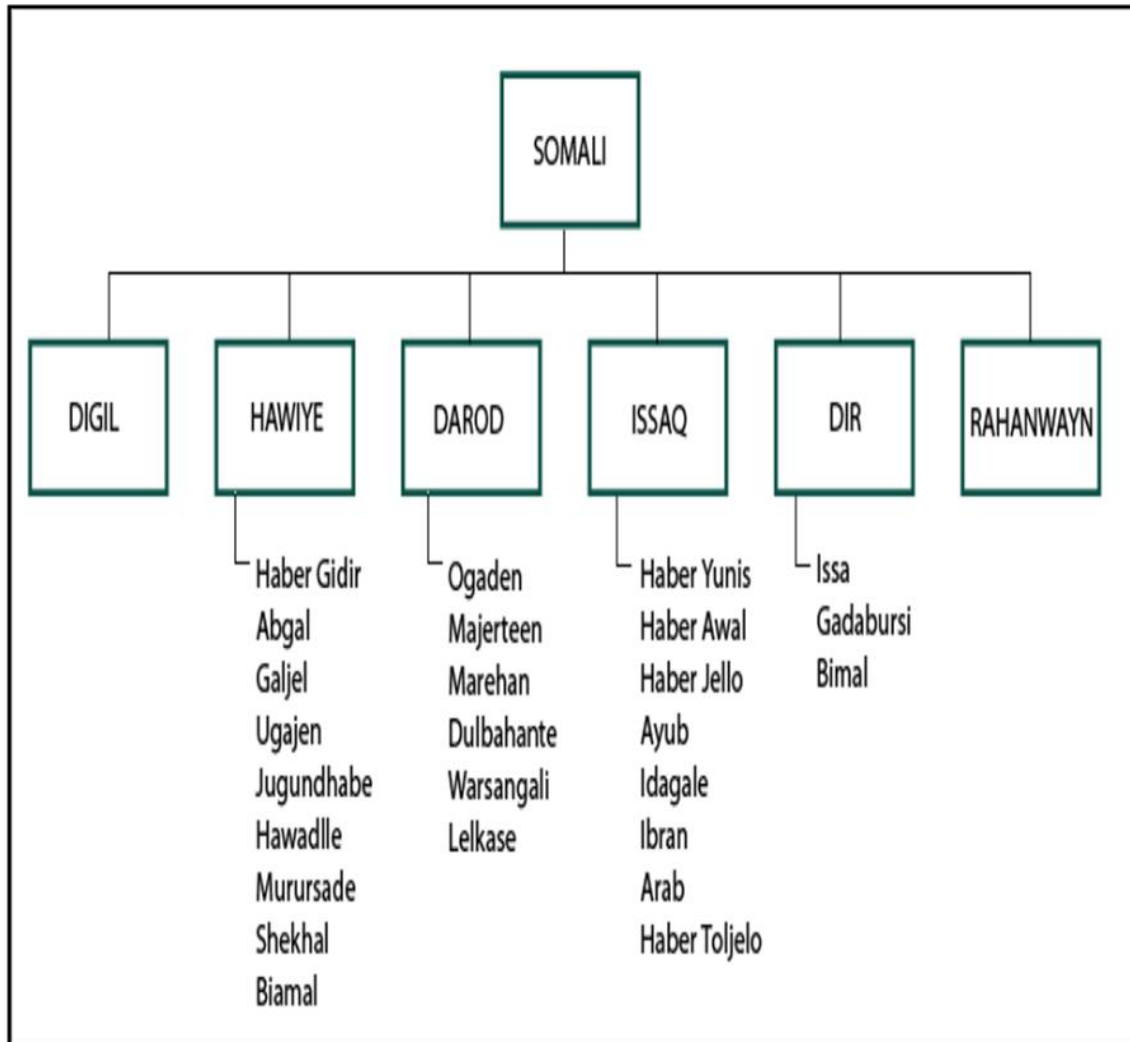 SOMALI
DIGIL
HAWIYE
DAROD
ISSAQ
DIR
RAHANWAYN
Haber Gidir
Abgal
Galjel
Ugajen
Jugundhabe
Hawadlle
Murursade
Shekhal
Biamal
Ogaden
Majerteen
Marehan
Dulbahante
Warsangali
Lelkase
Haber Yunis
Haber Awal
Haber Jello
Ayub
Idagale
Ibran
Arab
Haber Toljelo
Issa
Gadabursi
Bimal